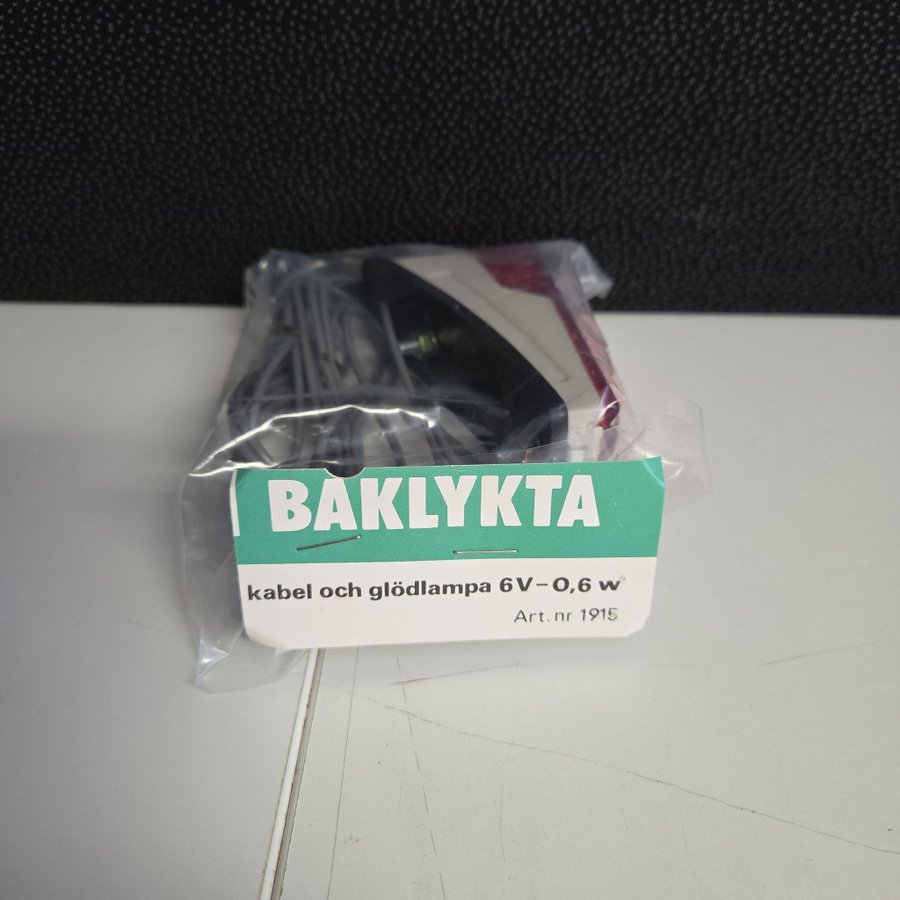 BAKLYKTA
kabel och glödlampa 6V–0,6 w
Art.nr 1915